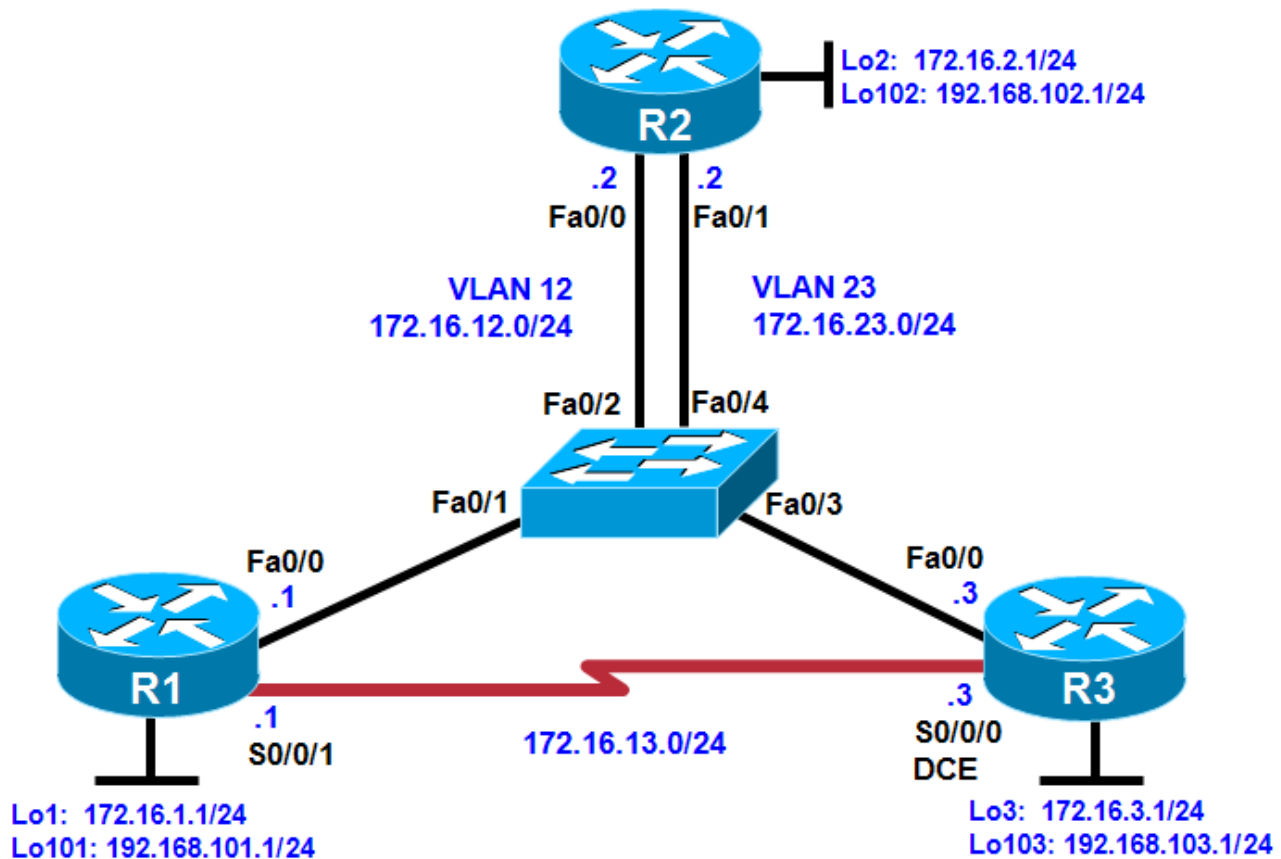 Lo2: 172.16.2.1/24
Lo102: 192.168.102.1/24
R2
.2
.2
Fa0/0
Fa0/1
VLAN 12
172.16.12.0/24
VLAN 23
172.16.23.0/24
Fa0/2
Fa0/4
Fa0/1
Fa0/3
Fa0/0
.1
Fa0/0
.3
R1
R3
.1
S0/0/1
172.16.13.0/24
.3
S0/0/0
DCE
Lo1: 172.16.1.1/24
Lo101: 192.168.101.1/24
Lo3: 172.16.3.1/24
Lo103: 192.168.103.1/24